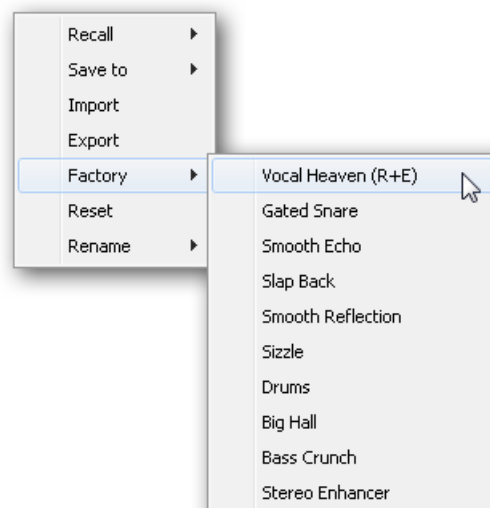 Recall
Save to
Import
Export
Factory
Reset
Rename
Vocal Heaven (R+E)
Gated Snare
Smooth Echo
Slap Back
Smooth Reflection
Sizzle
Drums
Big Hall
Bass Crunch
Stereo Enhancer